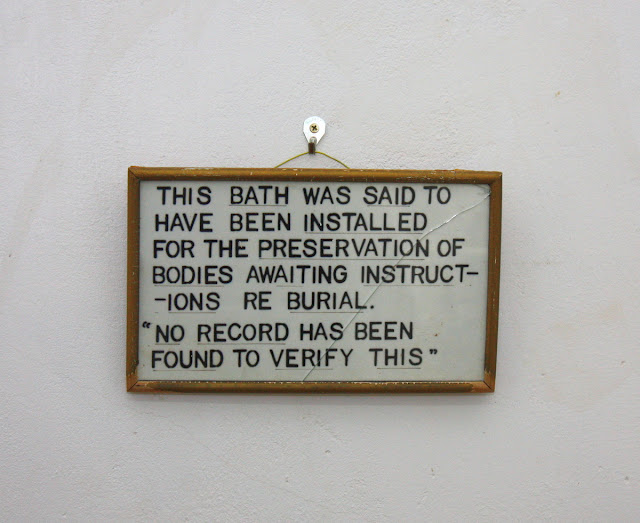 THIS BATH WAS SAID TO
HAVE BEEN INSTALLED
FOR THE PRESERVATION OF
BODIES AWAITING INSTRUCT-
-IONS RE BURIAL.
"NO RECORD HAS BEEN
FOUND TO VERIFY THIS"